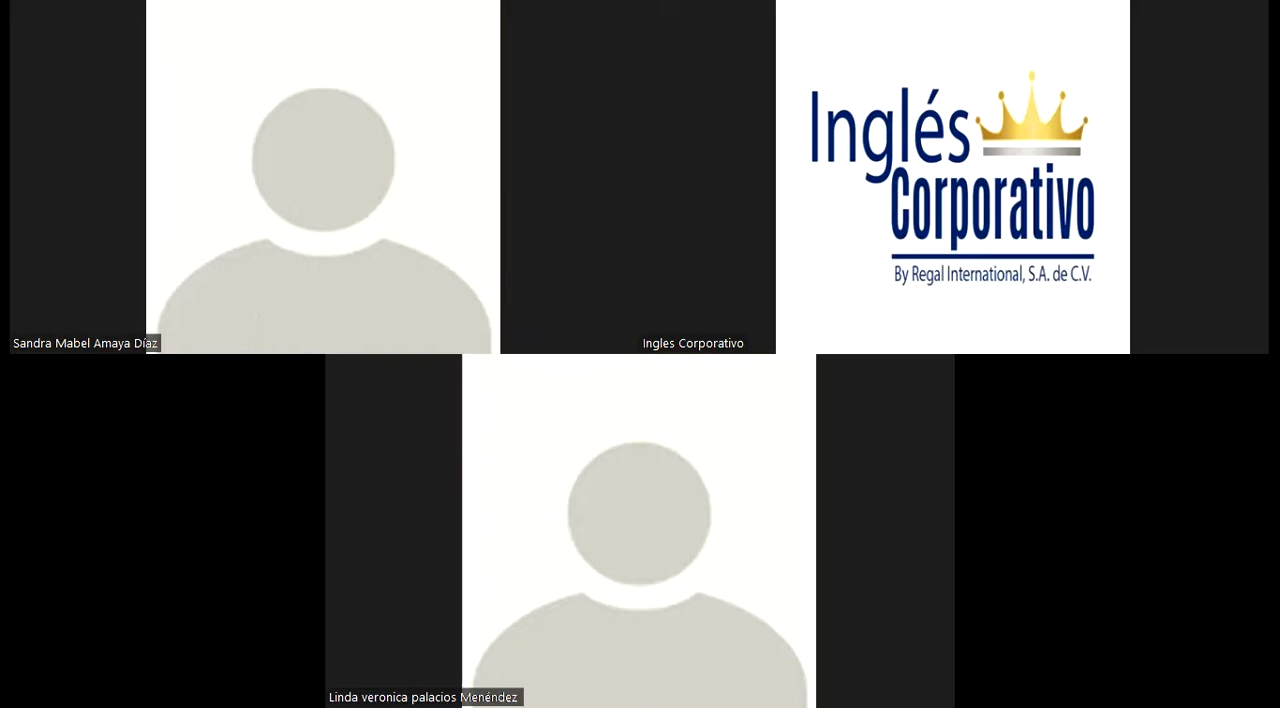 Inglés
Corporativo
By Regal International, S.A. de C.V.
Sandra Mabel Amaya Díaz
Ingles Corporativo
Linda veronica palacios Menéndez